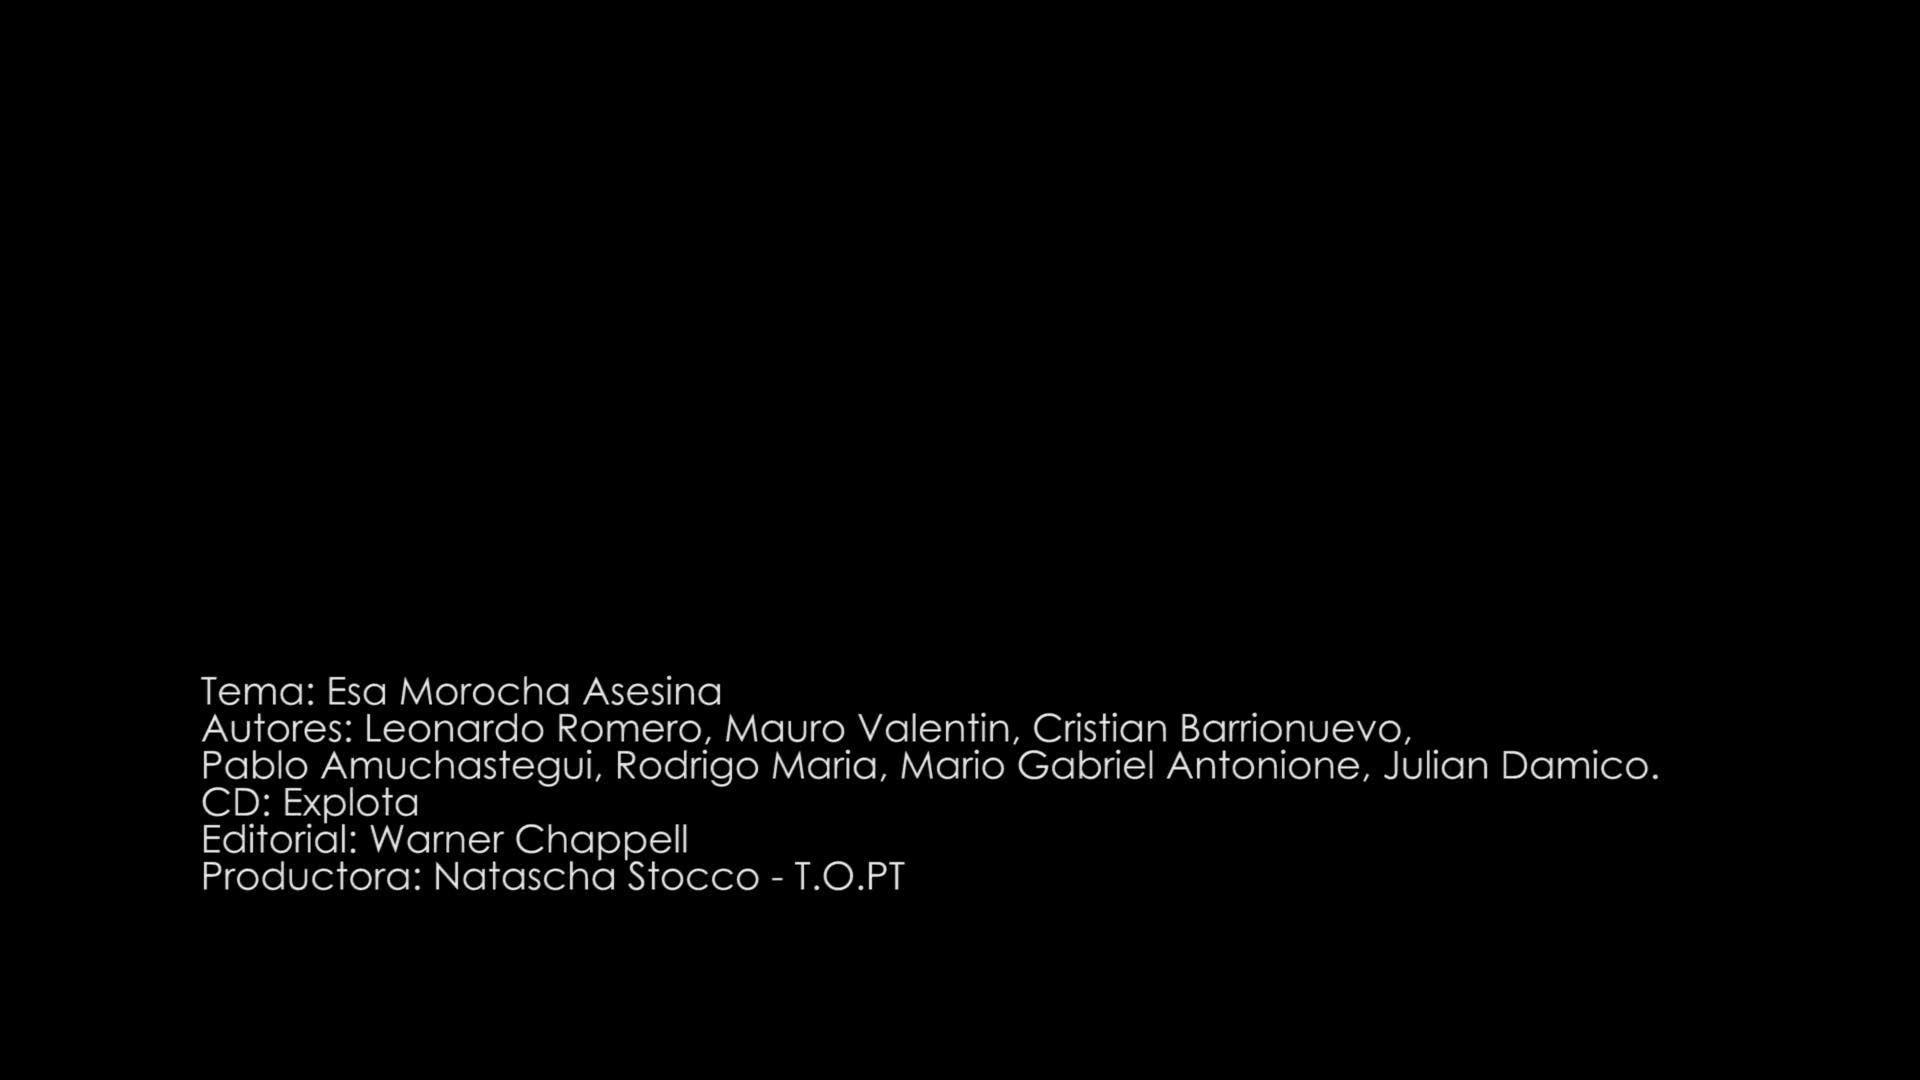 Tema: Esa Morocha Asesina
Autores: Leonardo Romero, Mauro Valentin, Cristian Barrionuevo,
Pablo Amuchastegui, Rodrigo Maria, Mario Gabriel Antonione, Julian Damico.
CD: Explota
Editorial: Warner Chappell
Productora: Natascha Stocco - T.O.PT